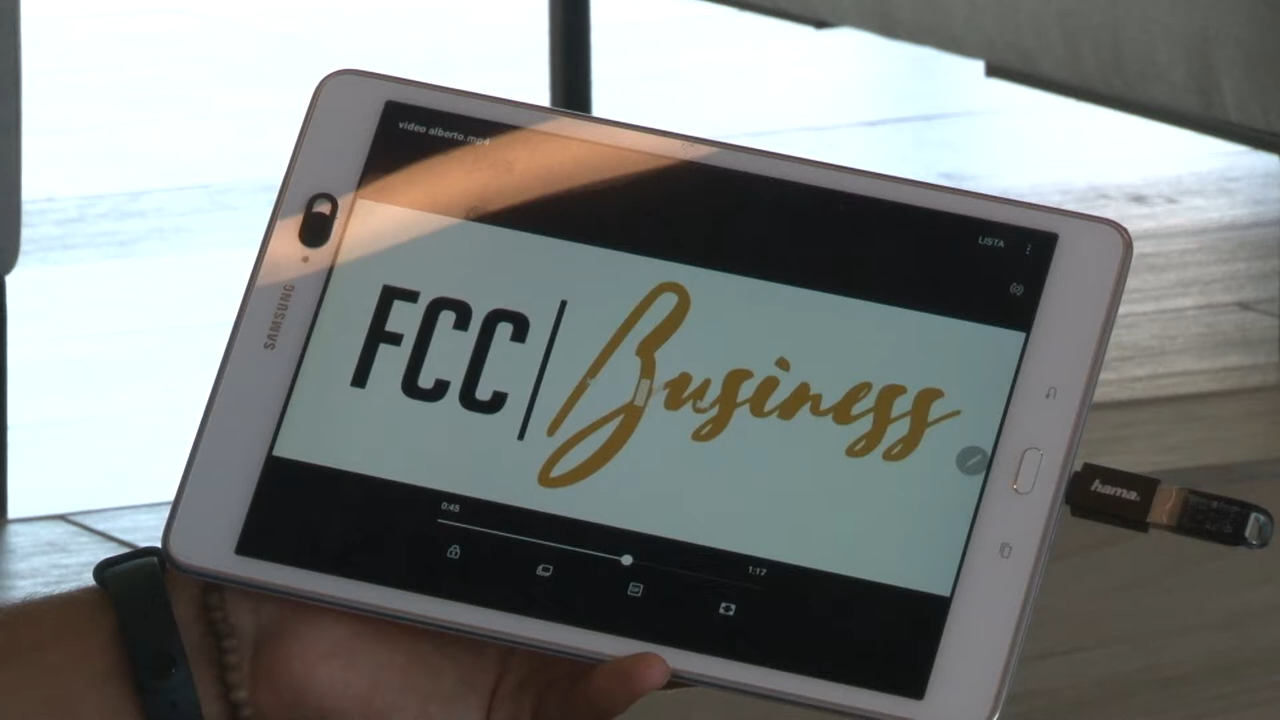 video alberto.mp4
LISTA
SAMSUNG
FCC Business
0:45
1:17
hama.